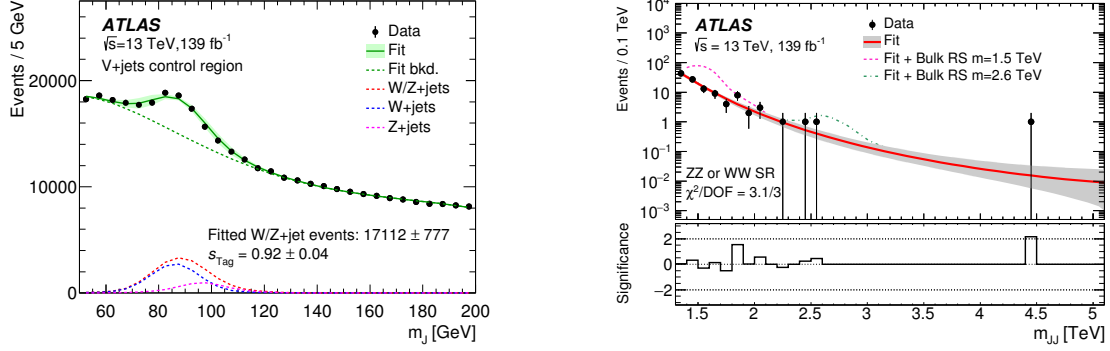 Events / 5 GeV
20000
10000
0
ATLAS
√s=13 TeV,139 fb⁻¹
V+jets control region
Data
Fit
Fit bkd.
W/Z+jets
W+jets
Z+jets
Fitted W/Z+jet events: 17112 ± 777
s_Tag = 0.92 ± 0.04
60 80 100 120 140 160 180 200
m_J [GeV]
Events / 0.1 TeV
10⁴
10³
10²
10
1
10⁻¹
10⁻²
10⁻³
ATLAS
√s = 13 TeV, 139 fb⁻¹
Data
Fit
Fit + Bulk RS m=1.5 TeV
Fit + Bulk RS m=2.6 TeV
ZZ or WW SR
χ²/DOF = 3.1/3
Significance
2
0
−2
1.5 2 2.5 3 3.5 4 4.5 5
m_JJ [TeV]